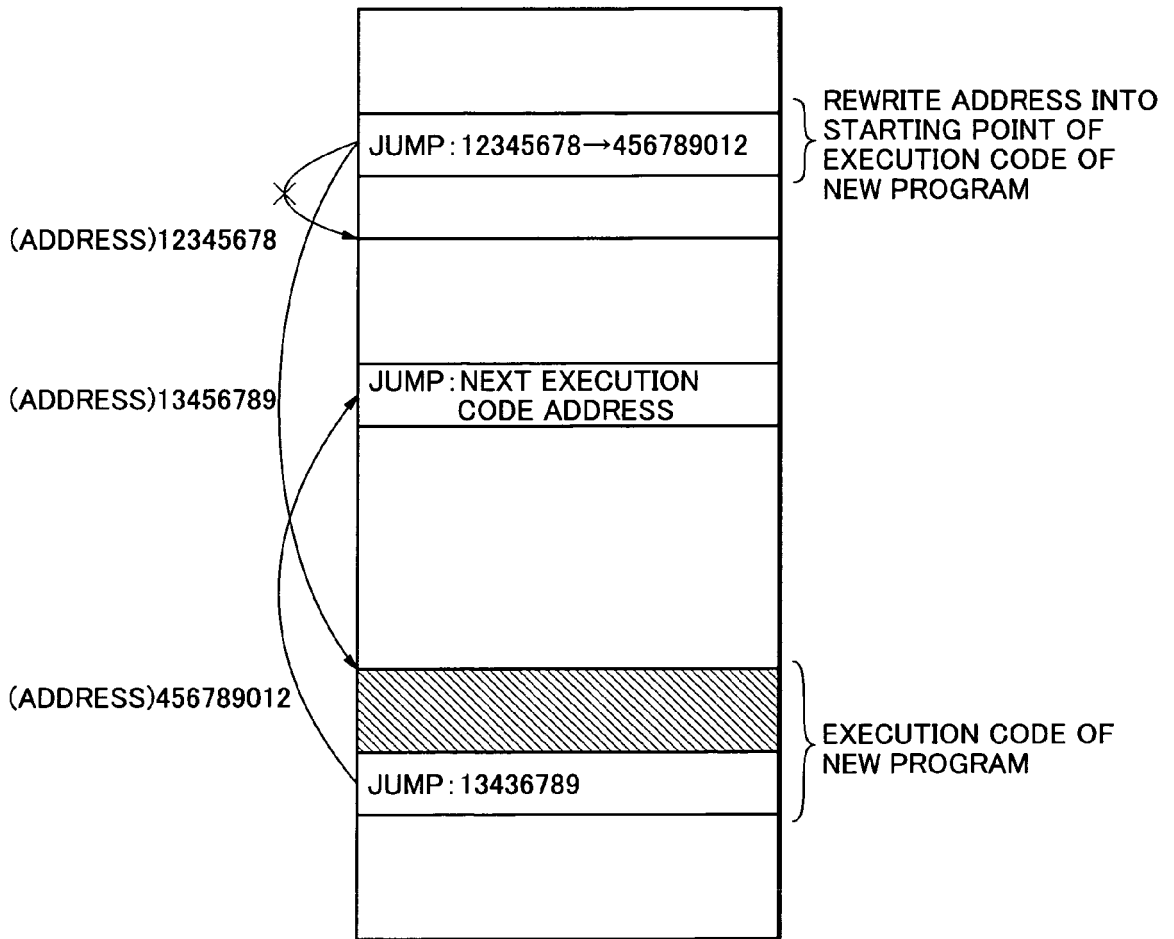 REWRITE ADDRESS INTO
STARTING POINT OF
EXECUTION CODE OF
NEW PROGRAM
JUMP:12345678→456789012
(ADDRESS)12345678
JUMP:NEXT EXECUTION
CODE ADDRESS
(ADDRESS)13456789
(ADDRESS)456789012
EXECUTION CODE OF
NEW PROGRAM
JUMP:13436789